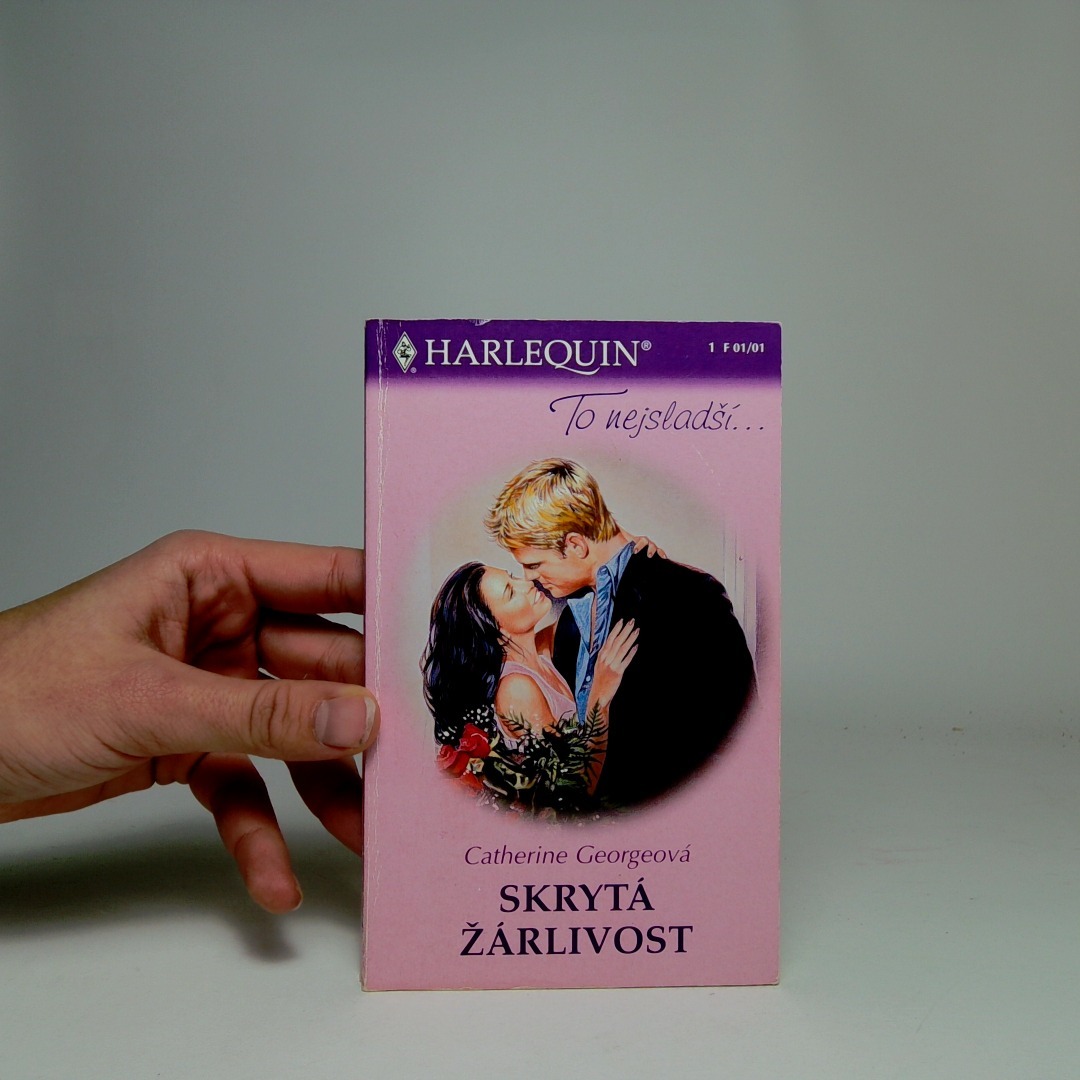 HARLEQUIN® 1 F 01/01
To nejsladší...
Catherine Georgeová
SKRYTÁ
ŽÁRLIVOST